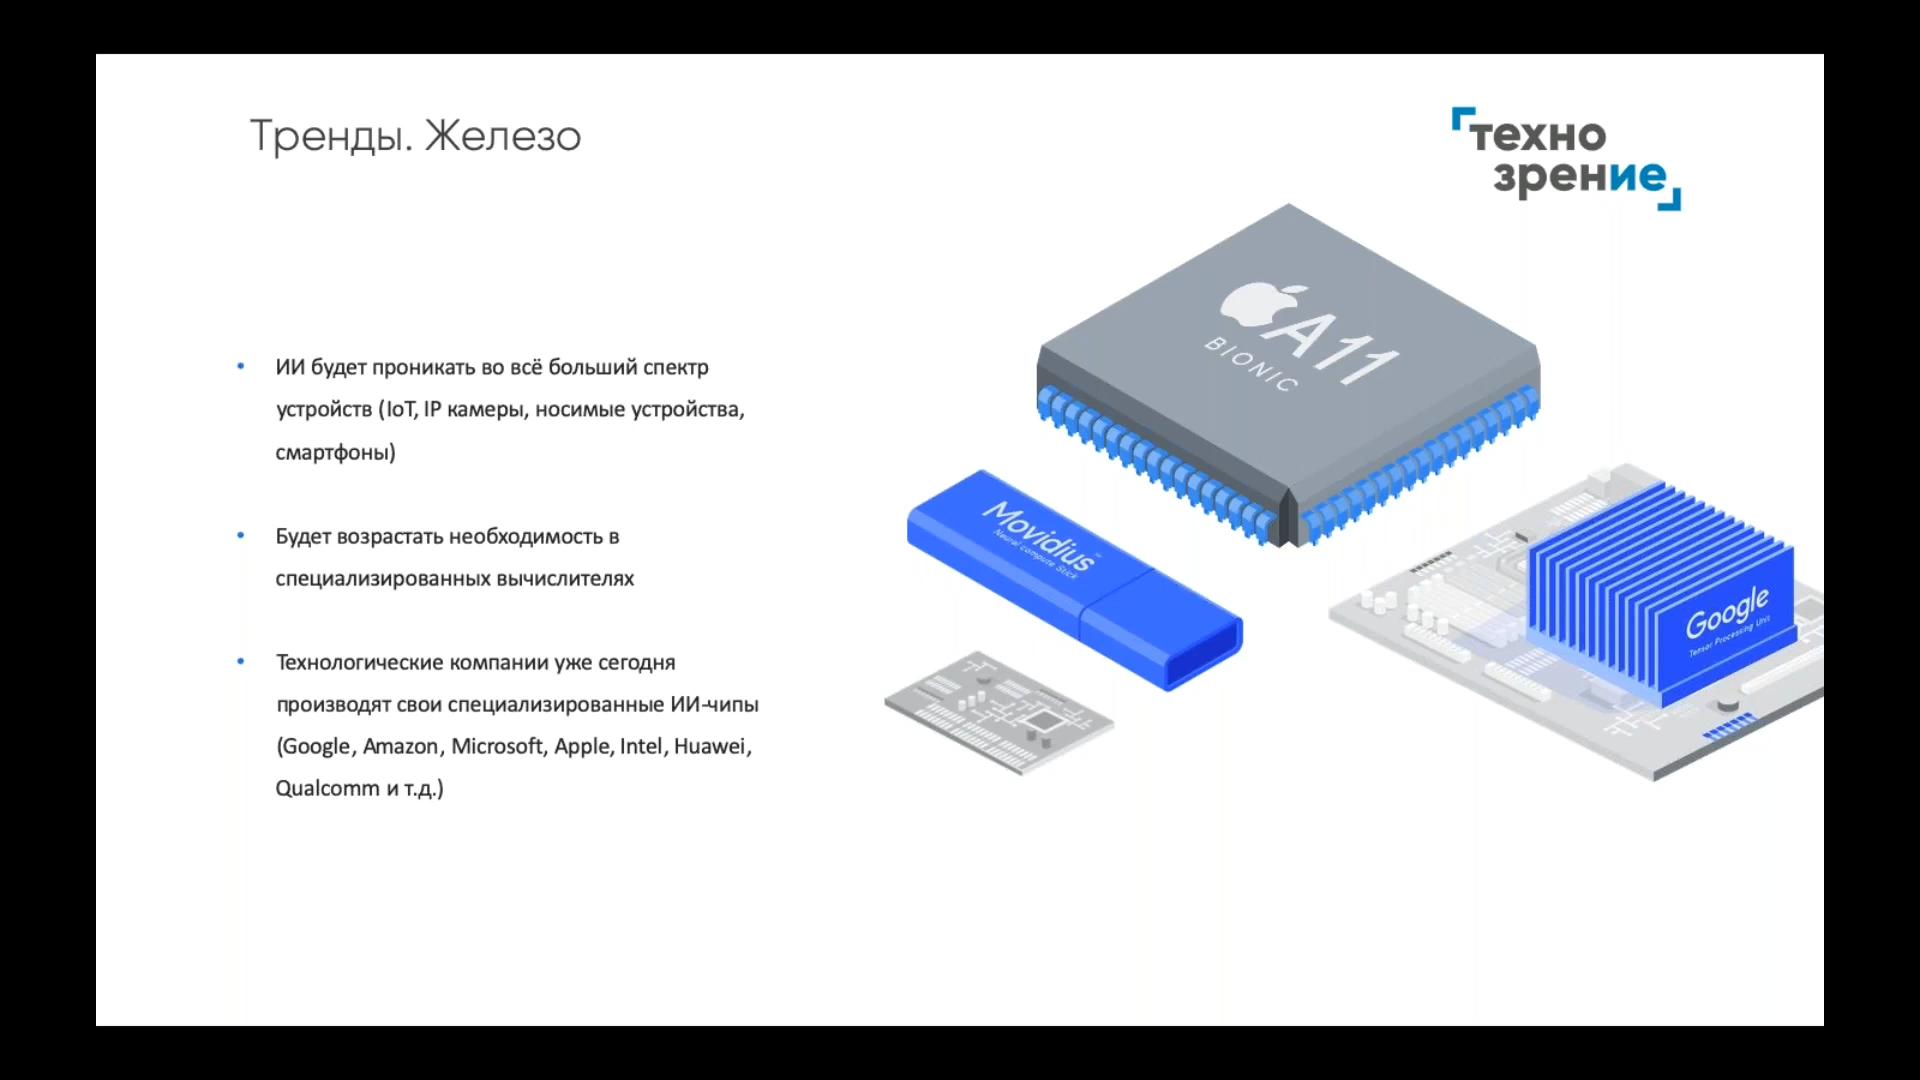 Тренды. Железо
техно
зрение
ИИ будет проникать во всё больший спектр
устройств (IoT, IP камеры, носимые устройства,
смартфоны)
Будет возрастать необходимость в
специализированных вычислителях
Технологические компании уже сегодня
производят свои специализированные ИИ-чипы
(Google, Amazon, Microsoft, Apple, Intel, Huawei,
Qualcomm и т.д.)
A11
BIONIC
Movidius™
Neural compute Stick
Google
Tensor Processing Unit